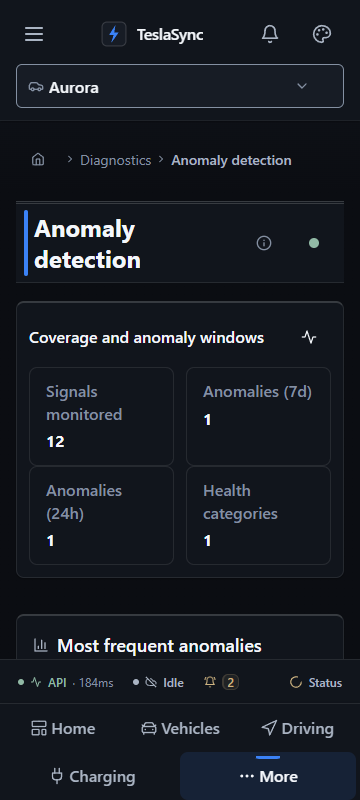 TeslaSync
Aurora
Diagnostics
Anomaly detection
Anomaly
detection
Coverage and anomaly windows
Signals
monitored
12
Anomalies (7d)
1
Anomalies
(24h)
1
Health
categories
1
Most frequent anomalies
API · 184ms
Idle
2
Status
Home
Vehicles
Driving
Charging
More